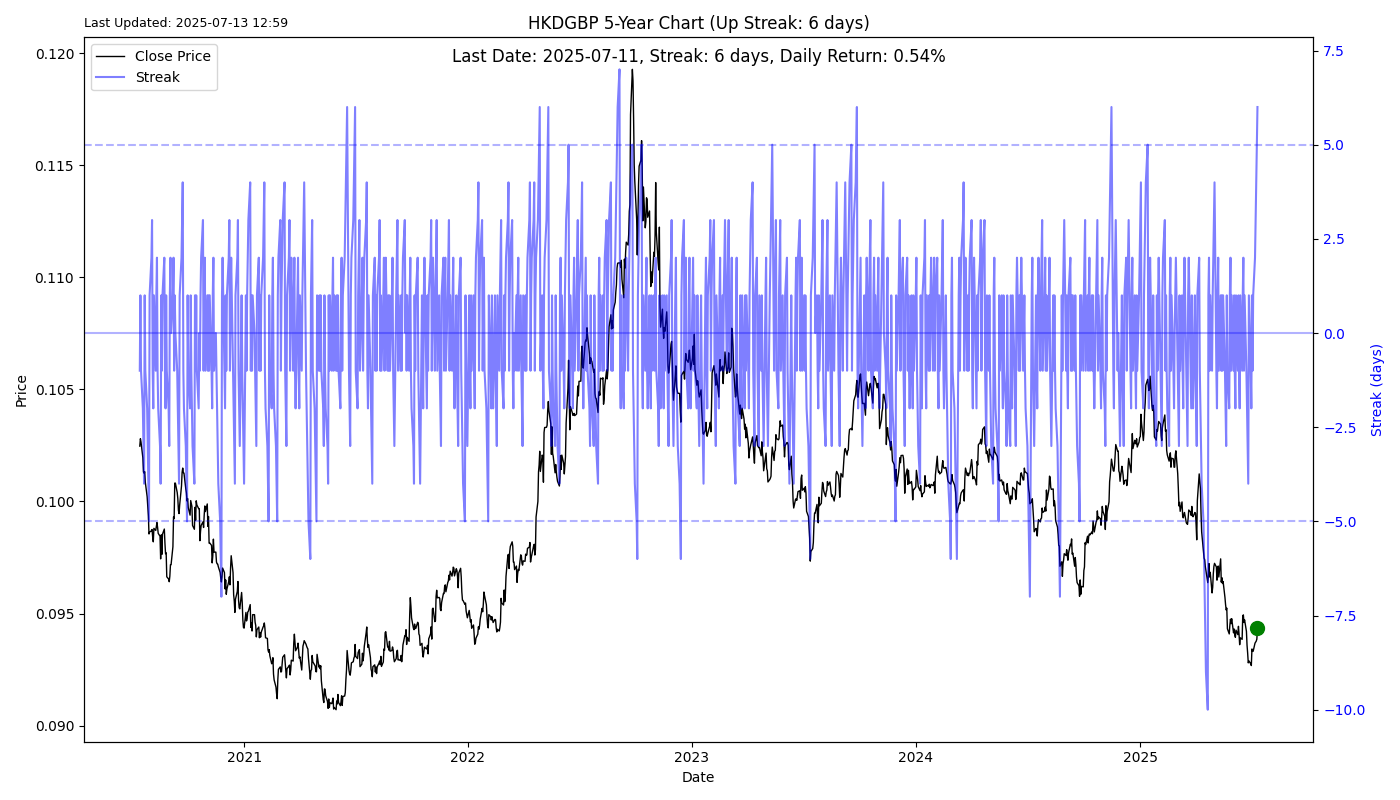 Last Updated: 2025-07-13 12:59
HKDGBP 5-Year Chart (Up Streak: 6 days)
Last Date: 2025-07-11, Streak: 6 days, Daily Return: 0.54%
Close Price
Streak
0.120
0.115
0.110
0.105
0.100
0.095
0.090
Price
7.5
5.0
2.5
0.0
−2.5
−5.0
−7.5
−10.0
Streak (days)
2021
2022
2023
2024
2025
Date